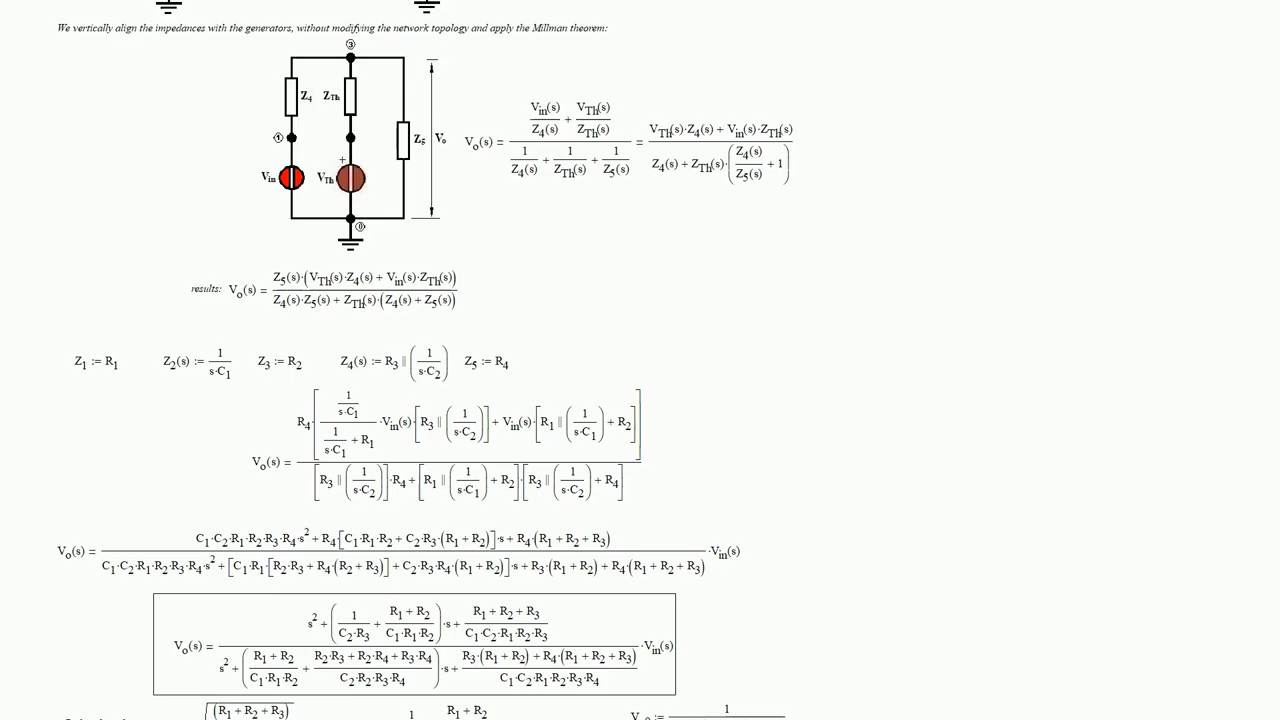 We vertically align the impedances with the generators, without modifying the network topology and apply the Millman theorem:
③
Z4 ZTh
①
Z5 Vo
+
Vin VTh
⓪
Vo(s) = (Vin(s)/Z4(s) + VTh(s)/ZTh(s)) / (1/Z4(s) + 1/ZTh(s) + 1/Z5(s)) = (VTh(s)·Z4(s) + Vin(s)·ZTh(s)) / (Z4(s) + ZTh(s)·(Z4(s)/Z5(s) + 1))
results: Vo(s) = (Z5(s)·(VTh(s)·Z4(s) + Vin(s)·ZTh(s))) / (Z4(s)·Z5(s) + ZTh(s)·(Z4(s) + Z5(s)))
Z1 := R1 Z2(s) := 1/(s·C1) Z3 := R2 Z4(s) := R3 || (1/(s·C2)) Z5 := R4
Vo(s) = (R4·[(1/(s·C1))/(1/(s·C1) + R1)·Vin(s)·[R3 || (1/(s·C2))] + Vin(s)·[R1 || (1/(s·C1)) + R2]]) / ([R3 || (1/(s·C2))]·R4 + [R1 || (1/(s·C1)) + R2]·[R3 || (1/(s·C2)) + R4])
Vo(s) = (C1·C2·R1·R2·R3·R4·s² + R4·[C1·R1·R2 + C2·R3·(R1 + R2)]·s + R4·(R1 + R2 + R3)) / (C1·C2·R1·R2·R3·R4·s² + [C1·R1·[R2·R3 + R4·(R2 + R3)] + C2·R3·R4·(R1 + R2)]·s + R3·(R1 + R2) + R4·(R1 + R2 + R3)) ·Vin(s)
Vo(s) = (s² + (1/(C2·R3) + (R1 + R2)/(C1·R1·R2))·s + (R1 + R2 + R3)/(C1·C2·R1·R2·R3)) / (s² + ((R1 + R2)/(C1·R1·R2) + (R2·R3 + R2·R4 + R3·R4)/(C2·R2·R3·R4))·s + (R3·(R1 + R2) + R4·(R1 + R2 + R3))/(C1·C2·R1·R2·R3·R4)) ·Vin(s)
(R1 + R2 + R3) 1 R1 + R2 1